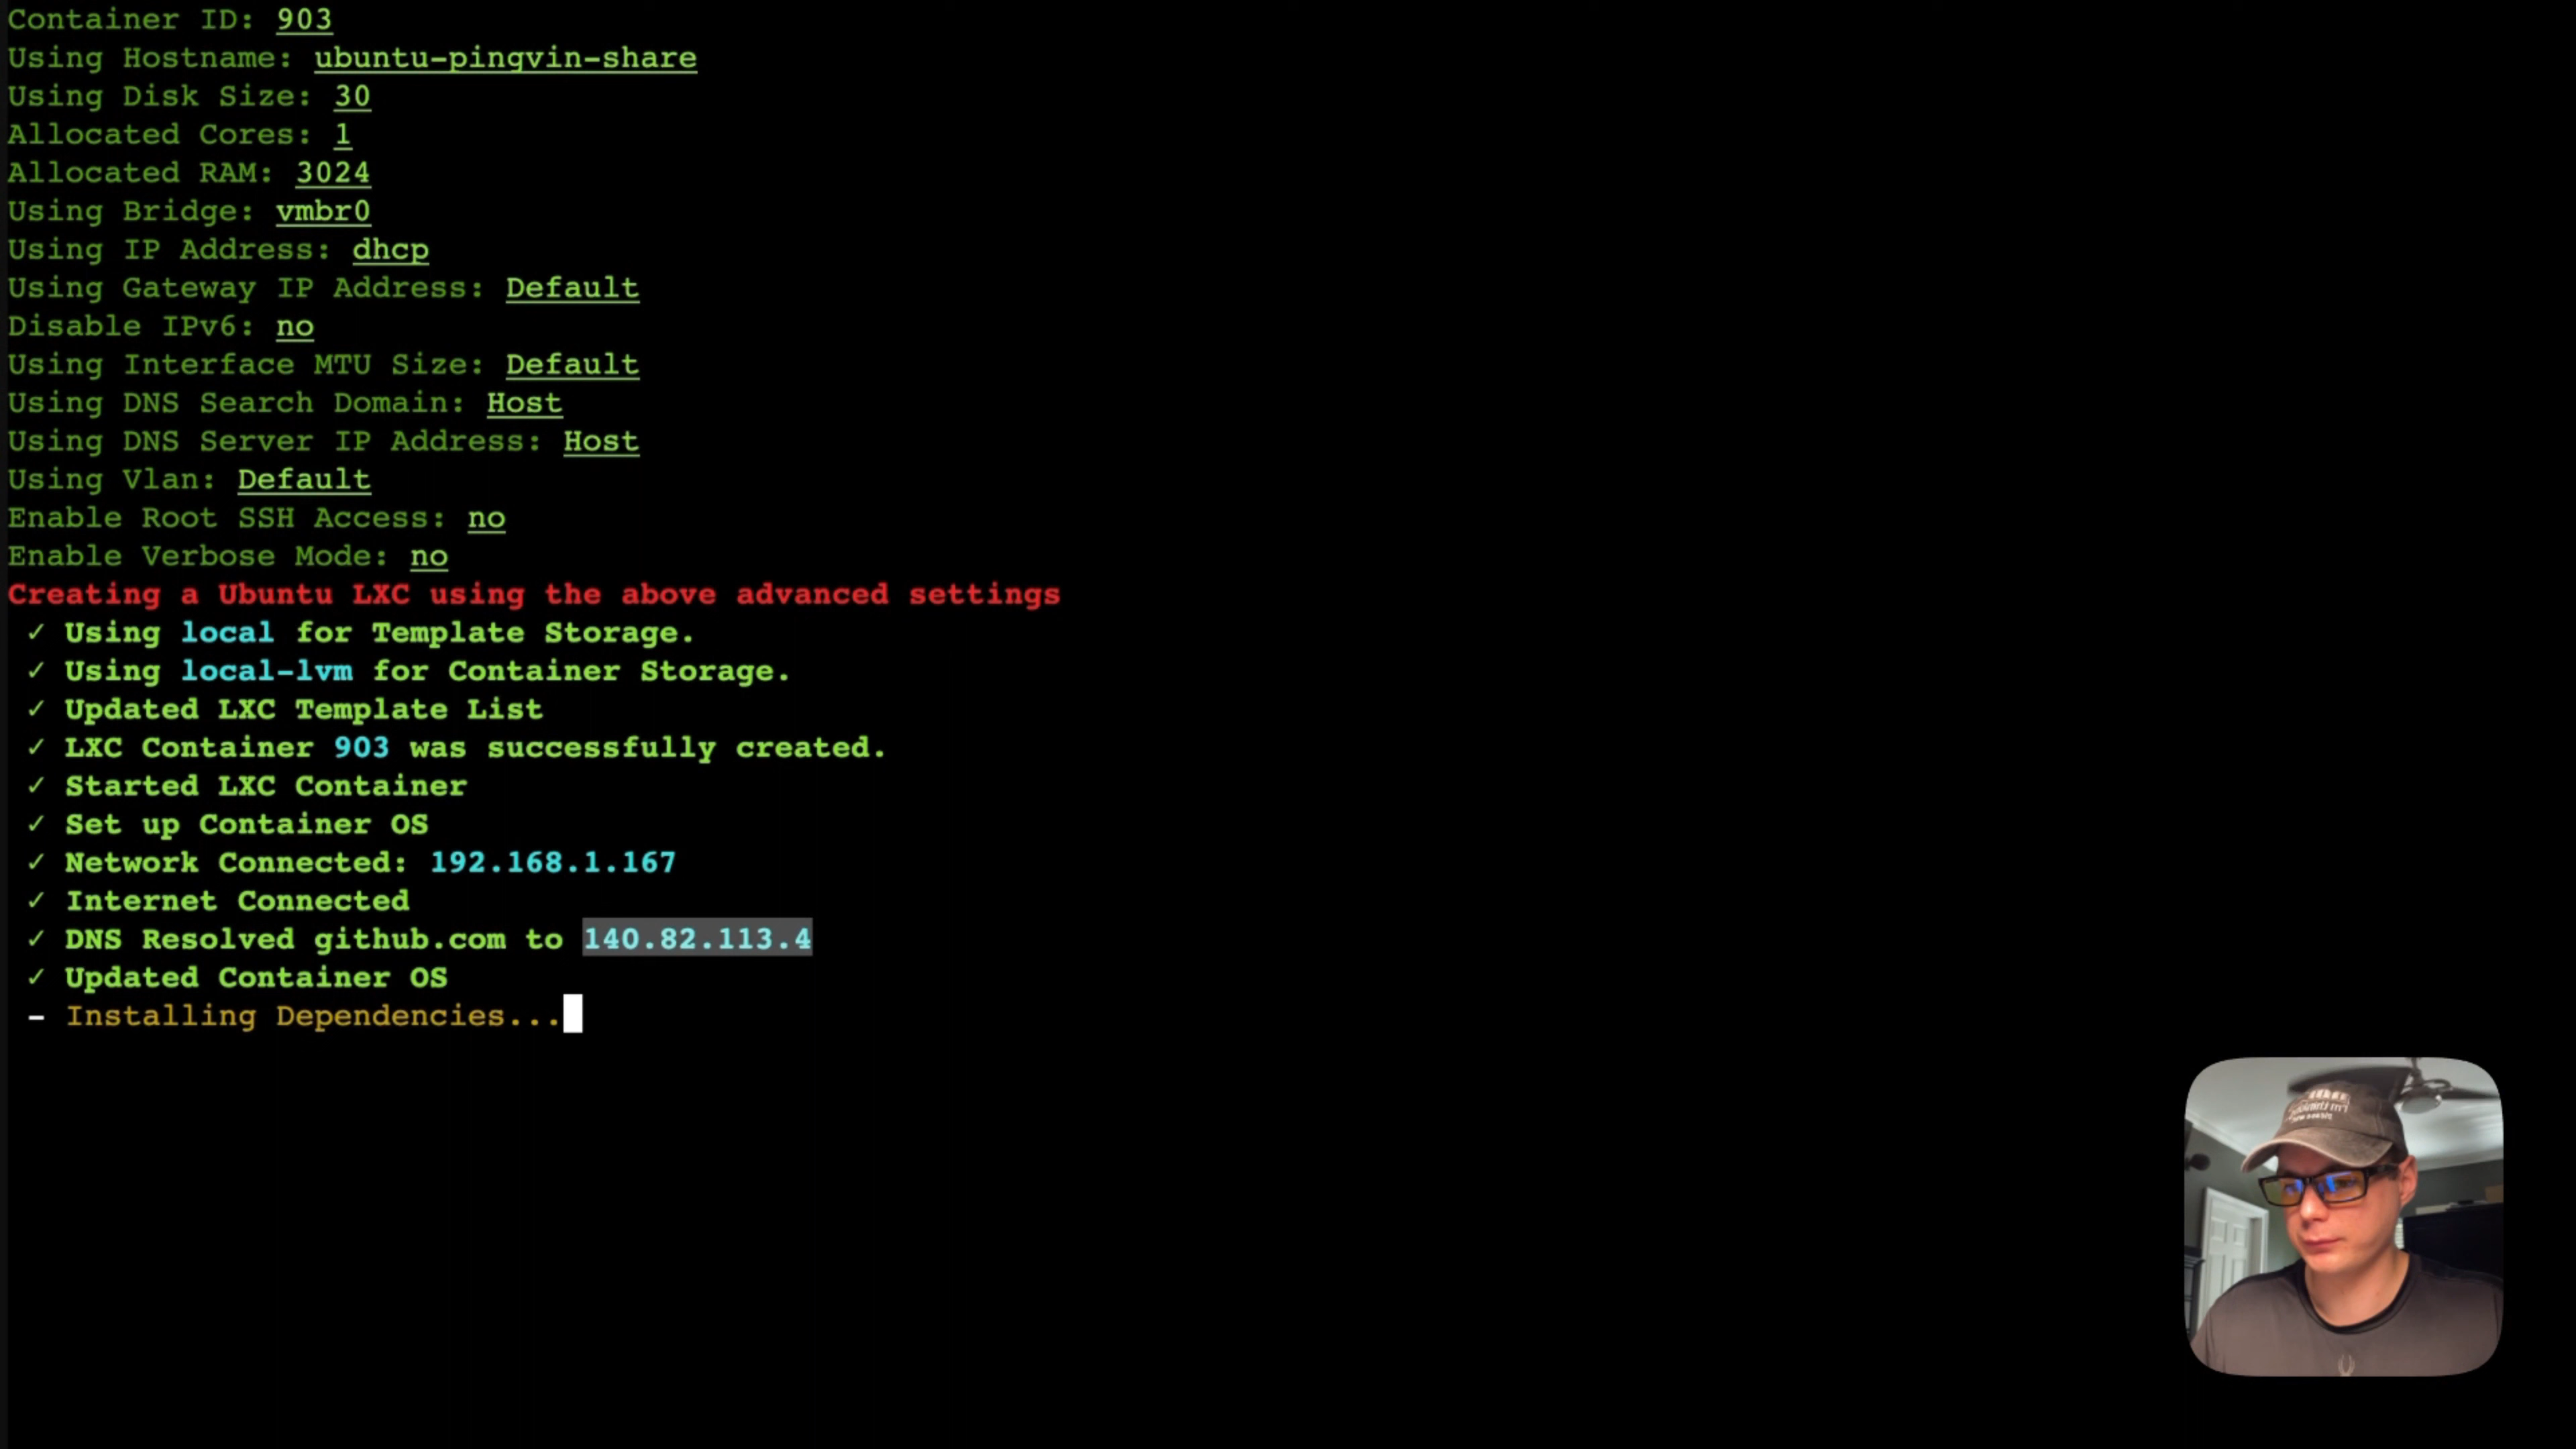 Container ID: 903
Using Hostname: ubuntu-pingvin-share
Using Disk Size: 30
Allocated Cores: 1
Allocated RAM: 3024
Using Bridge: vmbr0
Using IP Address: dhcp
Using Gateway IP Address: Default
Disable IPv6: no
Using Interface MTU Size: Default
Using DNS Search Domain: Host
Using DNS Server IP Address: Host
Using Vlan: Default
Enable Root SSH Access: no
Enable Verbose Mode: no
Creating a Ubuntu LXC using the above advanced settings
✓ Using local for Template Storage.
✓ Using local-lvm for Container Storage.
✓ Updated LXC Template List
✓ LXC Container 903 was successfully created.
✓ Started LXC Container
✓ Set up Container OS
✓ Network Connected: 192.168.1.167
✓ Internet Connected
✓ DNS Resolved github.com to 140.82.113.4
✓ Updated Container OS
- Installing Dependencies...